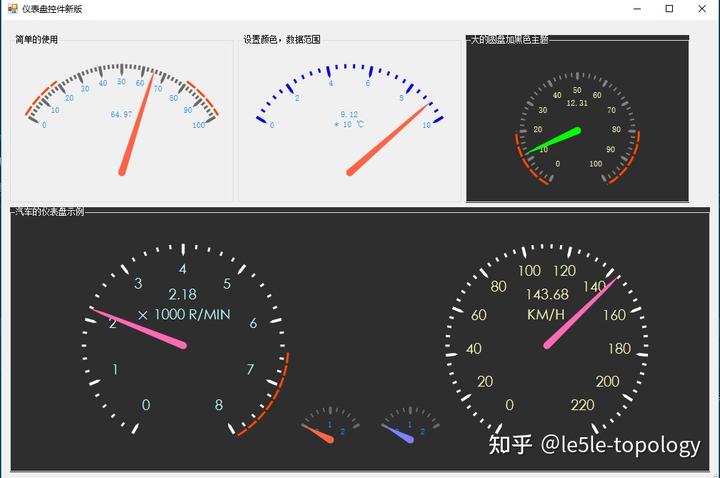 仪表盘控件新版
简单的使用
0 10 20 30 40 50 60 70 80 90 100
64.97
设置颜色，数据范围
0 2 4 6 8 10
9.12
* 10 ℃
大的圆盘加黑色主题
0 10 20 30 40 50 60 70 80 90 100
12.31
汽车的仪表盘示例
0 1 2 3 4 5 6 7 8
2.18
× 1000 R/MIN
1 2
1 2
0 20 40 60 80 100 120 140 160 180 200 220
143.68
KM/H
知乎 @le5le-topology